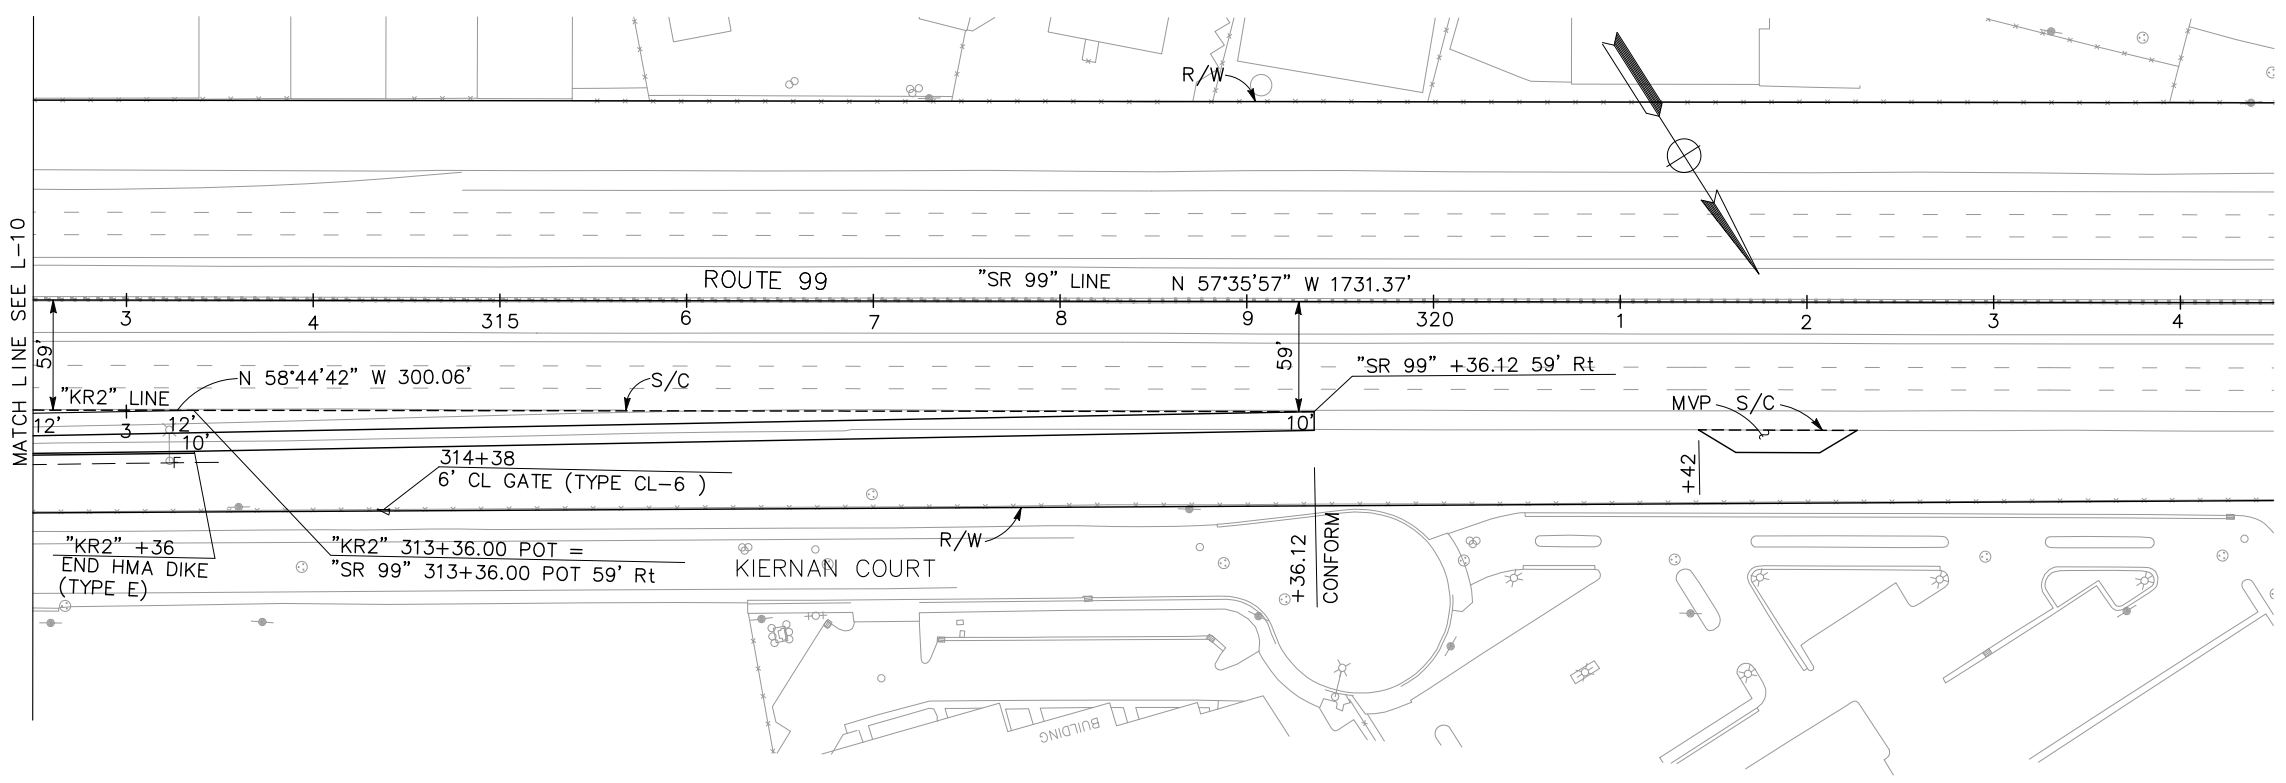 R/W
MATCH LINE SEE L-10
ROUTE 99
"SR 99" LINE
N 57°35'57" W 1731.37'
3
4
315
6
7
8
9
320
1
2
3
4
59'
59'
"SR 99" +36.12 59' Rt
N 58°44'42" W 300.06'
S/C
"KR2" LINE
MVP
S/C
12'
3
12'
10'
10'
F
314+38
6' CL GATE (TYPE CL-6 )
+42
"KR2" +36
END HMA DIKE
(TYPE E)
"KR2" 313+36.00 POT =
"SR 99" 313+36.00 POT 59' Rt
R/W
KIERNAN COURT
+36.12
CONFORM
BUILDING